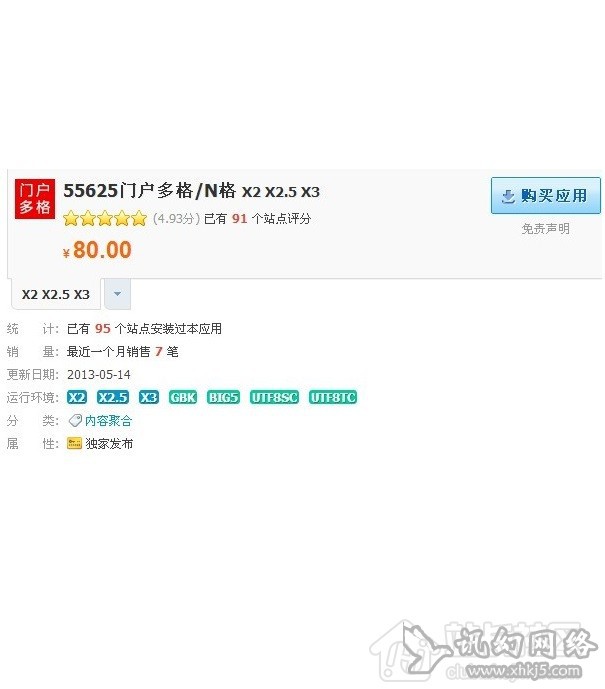 门户
多格
55625门户多格/N格 X2 X2.5 X3
(4.93分) 已有 91 个站点评分
¥80.00
购买应用
免责声明
X2 X2.5 X3
统 计: 已有 95 个站点安装过本应用
销 量: 最近一个月销售 7 笔
更新日期: 2013-05-14
运行环境: X2 X2.5 X3 GBK BIG5 UTF8SC UTF8TC
分 类: 内容聚合
属 性: 独家发布
讯幻网络
www.xhkj5.com